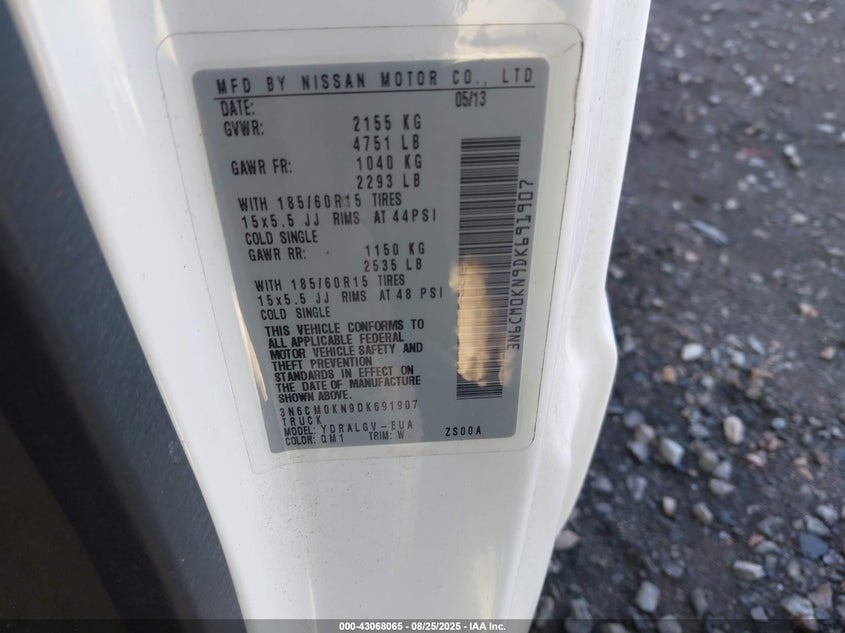 MFD BY NISSAN MOTOR CO., LTD
DATE: 05/13
GVWR: 2155 KG
4751 LB
GAWR FR: 1040 KG
2293 LB
WITH 185/60R15 TIRES
15x5.5 JJ RIMS AT 44PSI
COLD SINGLE
GAWR RR: 1150 KG
2535 LB
WITH 185/60R15 TIRES
15x5.5 JJ RIMS AT 48 PSI
COLD SINGLE
THIS VEHICLE CONFORMS TO
ALL APPLICABLE FEDERAL
MOTOR VEHICLE SAFETY AND
THEFT PREVENTION
STANDARDS IN EFFECT ON
THE DATE OF MANUFACTURE
SHOWN ABOVE.
3N6CM0KN9DK691907
TRUCK
MODEL: YDRALGV-EUA
COLOR: QM1 TRIM: W ZS00A
3N6CM0KN9DK691907
000-43068065 - 08/25/2025 - IAA Inc.